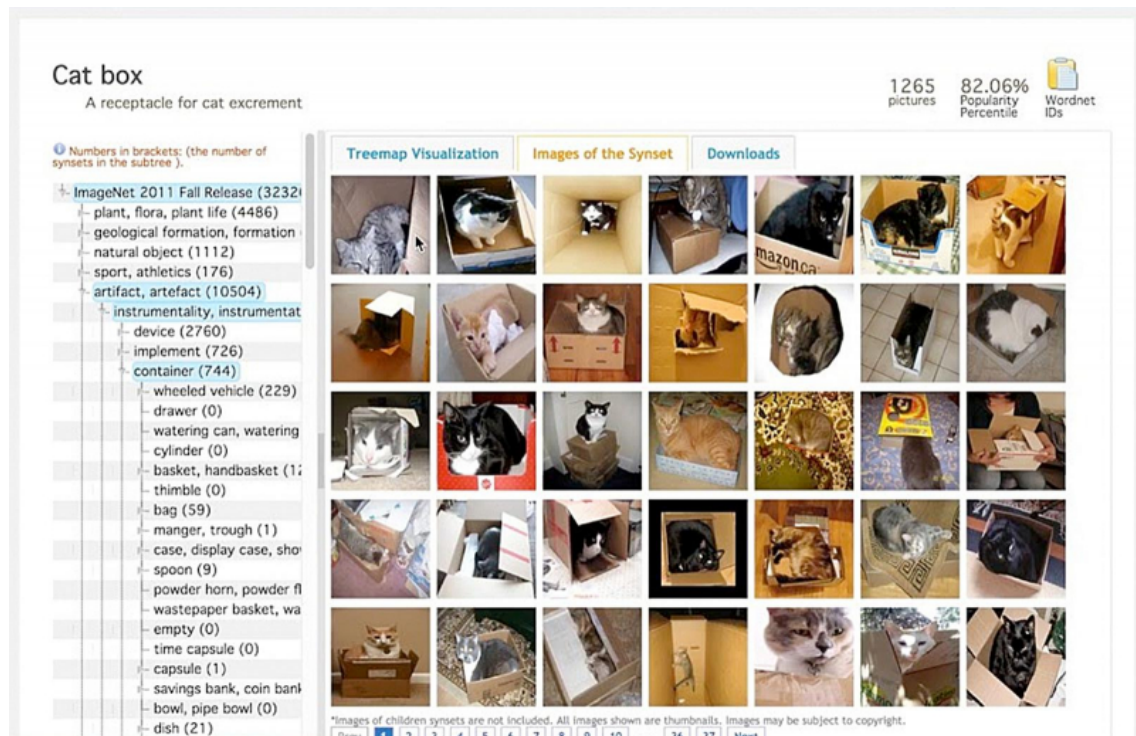 Cat box
A receptacle for cat excrement
1265
pictures
82.06%
Popularity
Percentile
Wordnet
IDs
Numbers in brackets: (the number of
synsets in the subtree ).
ImageNet 2011 Fall Release (3232
plant, flora, plant life (4486)
geological formation, formation
natural object (1112)
sport, athletics (176)
artifact, artefact (10504)
instrumentality, instrumentat
device (2760)
implement (726)
container (744)
wheeled vehicle (229)
drawer (0)
watering can, watering
cylinder (0)
basket, handbasket (12
thimble (0)
bag (59)
manger, trough (1)
case, display case, sho
spoon (9)
powder horn, powder fl
wastepaper basket, wa
empty (0)
time capsule (0)
capsule (1)
savings bank, coin bank
bowl, pipe bowl (0)
dish (21)
Treemap Visualization
Images of the Synset
Downloads
mazon.ca
*Images of children synsets are not included. All images shown are thumbnails. Images may be subject to copyright.
Prev 1 2 3 4 5 6 7 8 9 10 ... 36 37 Next